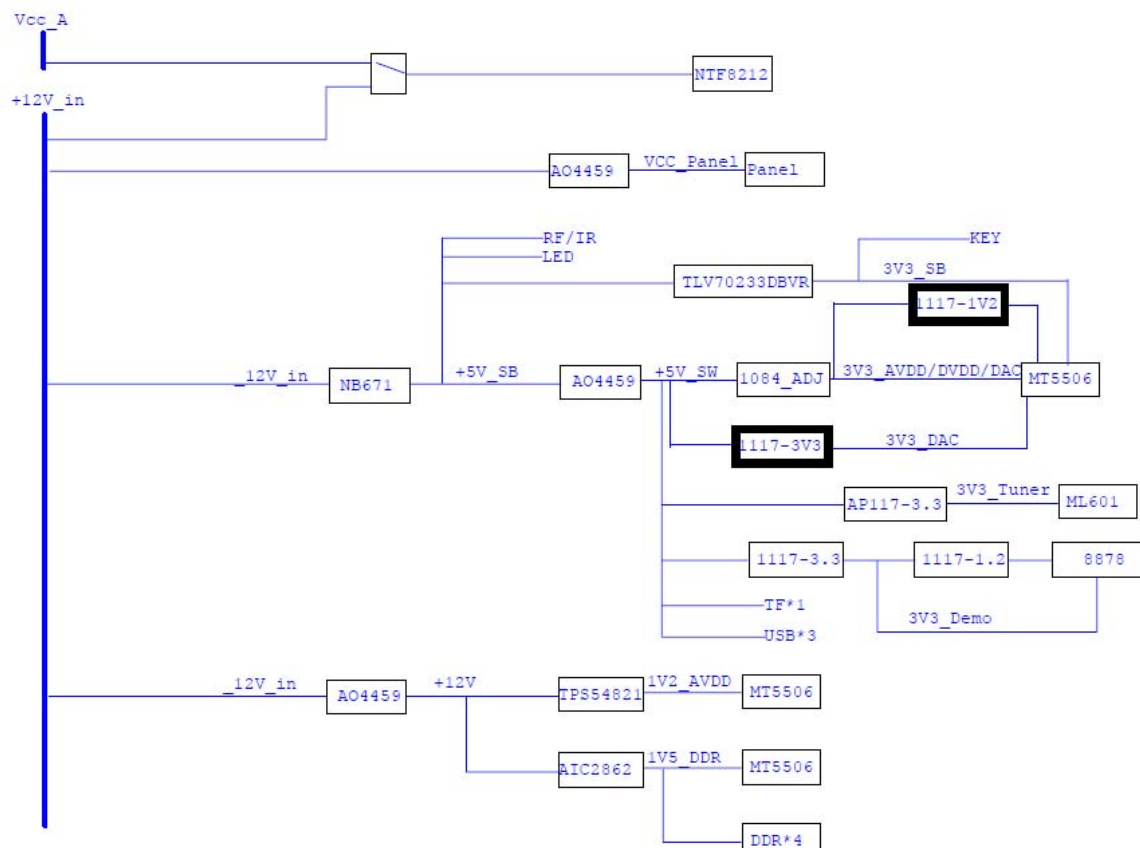 Vcc_A
NTF8212
+12V_in
AO4459
VCC_Panel
Panel
RF/IR
LED
KEY
TLV70233DBVR
3V3_SB
1117-1V2
_12V_in
NB671
+5V_SB
AO4459
+5V_SW
1084_ADJ
3V3_AVDD/DVDD/DAC
MT5506
1117-3V3
3V3_DAC
AP117-3.3
3V3_Tuner
ML601
1117-3.3
1117-1.2
8878
TF*1
3V3_Demo
USB*3
_12V_in
AO4459
+12V
TPS54821
1V2_AVDD
MT5506
AIC2862
1V5_DDR
MT5506
DDR*4